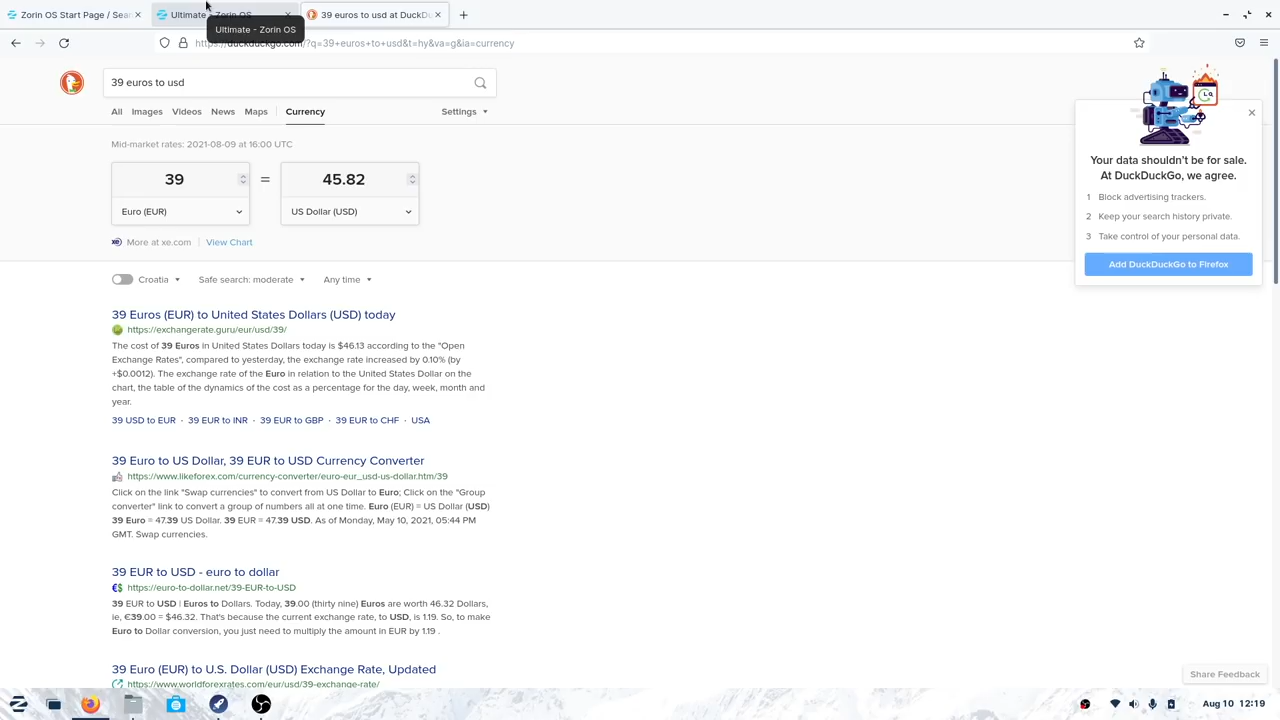 Zorin OS Start Page / Sear
Ultimate - Zorin OS
39 euros to usd at DuckDu
Ultimate - Zorin OS
https://duckduckgo.com/?q=39+euros+to+usd&t=hy&va=g&ia=currency
39 euros to usd
All Images Videos News Maps Currency Settings
Mid-market rates: 2021-08-09 at 16:00 UTC
39 = 45.82
Euro (EUR) US Dollar (USD)
More at xe.com View Chart
Croatia Safe search: moderate Any time
39 Euros (EUR) to United States Dollars (USD) today
https://exchangerate.guru/eur/usd/39/
The cost of 39 Euros in United States Dollars today is $46.13 according to the "Open
Exchange Rates", compared to yesterday, the exchange rate increased by 0.10% (by
+$0.0012). The exchange rate of the Euro in relation to the United States Dollar on the
chart, the table of the dynamics of the cost as a percentage for the day, week, month and
year.
39 USD to EUR · 39 EUR to INR · 39 EUR to GBP · 39 EUR to CHF · USA
39 Euro to US Dollar, 39 EUR to USD Currency Converter
https://www.likeforex.com/currency-converter/euro-eur_usd-us-dollar.htm/39
Click on the link "Swap currencies" to convert from US Dollar to Euro; Click on the "Group
converter" link to convert a group of numbers all at one time. Euro (EUR) = US Dollar (USD)
39 Euro = 47.39 US Dollar. 39 EUR = 47.39 USD. As of Monday, May 10, 2021, 05:44 PM
GMT. Swap currencies.
39 EUR to USD - euro to dollar
https://euro-to-dollar.net/39-EUR-to-USD
39 EUR to USD | Euros to Dollars. Today, 39.00 (thirty nine) Euros are worth 46.32 Dollars,
ie, €39.00 = $46.32. That's because the current exchange rate, to USD, is 1.19. So, to make
Euro to Dollar conversion, you just need to multiply the amount in EUR by 1.19 .
39 Euro (EUR) to U.S. Dollar (USD) Exchange Rate, Updated
https://www.worldforexrates.com/eur/usd/39-exchange-rate/
Your data shouldn't be for sale.
At DuckDuckGo, we agree.
1 Block advertising trackers.
2 Keep your search history private.
3 Take control of your personal data.
Add DuckDuckGo to Firefox
Share Feedback
Aug 10 12:19